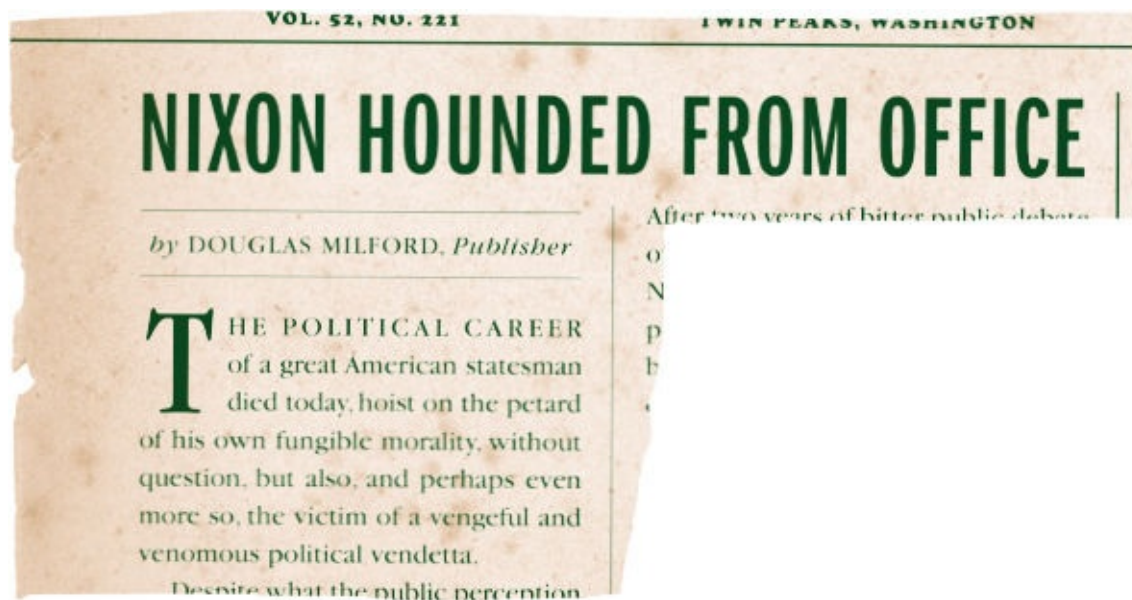 VOL. 52, NO. 221
TWIN PEAKS, WASHINGTON
NIXON HOUNDED FROM OFFICE
by DOUGLAS MILFORD, Publisher
THE POLITICAL CAREER
of a great American statesman
died today, hoist on the petard
of his own fungible morality, without
question, but also, and perhaps even
more so, the victim of a vengeful and
venomous political vendetta.
Despite what the public perception
After two years of bitter public debate